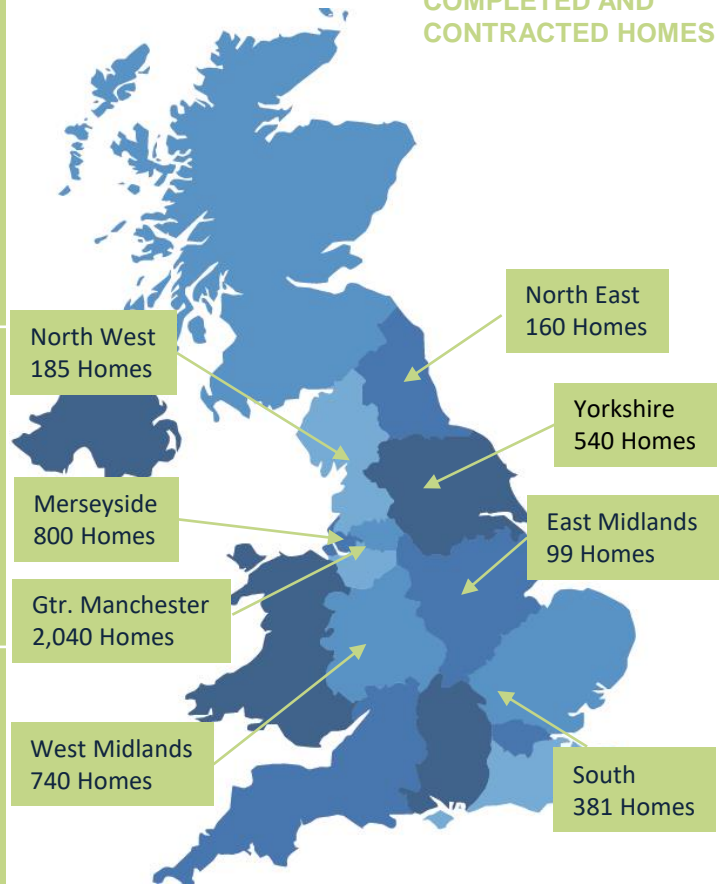 COMPLETED AND
CONTRACTED HOMES
North East
160 Homes
North West
185 Homes
Yorkshire
540 Homes
Merseyside
800 Homes
East Midlands
99 Homes
Gtr. Manchester
2,040 Homes
West Midlands
740 Homes
South
381 Homes